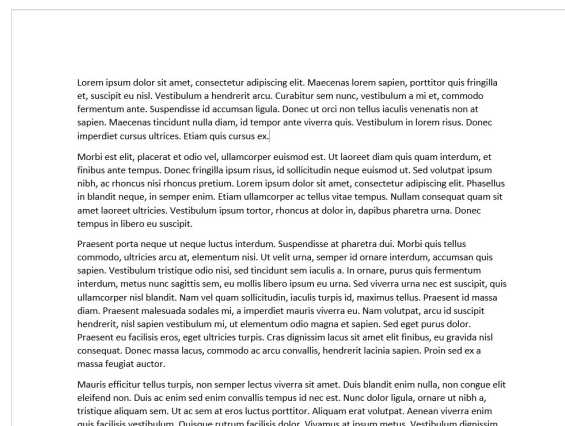 Lorem ipsum dolor sit amet, consectetur adipiscing elit. Maecenas lorem sapien, porttitor quis fringilla
et, suscipit eu nisl. Vestibulum a hendrerit arcu. Curabitur sem nunc, vestibulum a mi et, commodo
fermentum ante. Suspendisse id accumsan ligula. Donec ut orci non tellus iaculis venenatis non at
sapien. Maecenas tincidunt nulla diam, id tempor ante viverra quis. Vestibulum in lorem risus. Donec
imperdiet cursus ultrices. Etiam quis cursus ex.
Morbi est elit, placerat et odio vel, ullamcorper euismod est. Ut laoreet diam quis quam interdum, et
finibus ante tempus. Donec fringilla ipsum risus, id sollicitudin neque euismod ut. Sed volutpat ipsum
nibh, ac rhoncus nisi rhoncus pretium. Lorem ipsum dolor sit amet, consectetur adipiscing elit. Phasellus
in blandit neque, in semper enim. Etiam ullamcorper ac tellus vitae tempus. Nullam consequat quam sit
amet laoreet ultricies. Vestibulum ipsum tortor, rhoncus at dolor in, dapibus pharetra urna. Donec
tempus in libero eu suscipit.
Praesent porta neque ut neque luctus interdum. Suspendisse at pharetra dui. Morbi quis tellus
commodo, ultricies arcu at, elementum nisi. Ut velit urna, semper id ornare interdum, accumsan quis
sapien. Vestibulum tristique odio nisi, sed tincidunt sem iaculis a. In ornare, purus quis fermentum
interdum, metus nunc sagittis sem, eu mollis libero ipsum eu urna. Sed viverra urna nec est suscipit, quis
ullamcorper nisl blandit. Nam vel quam sollicitudin, iaculis turpis id, maximus tellus. Praesent id massa
diam. Praesent malesuada sodales mi, a imperdiet mauris viverra eu. Nam volutpat, arcu id suscipit
hendrerit, nisl sapien vestibulum mi, ut elementum odio magna et sapien. Sed eget purus dolor.
Praesent eu facilisis eros, eget ultricies turpis. Cras dignissim lacus sit amet elit finibus, eu gravida nisl
consequat. Donec massa lacus, commodo ac arcu convallis, hendrerit lacinia sapien. Proin sed ex a
massa feugiat auctor.
Mauris efficitur tellus turpis, non semper lectus viverra sit amet. Duis blandit enim nulla, non congue elit
eleifend non. Duis ac enim sed enim convallis tempus id nec est. Nunc dolor ligula, ornare ut nibh a,
tristique aliquam sem. Ut ac sem at eros luctus porttitor. Aliquam erat volutpat. Aenean viverra enim
quis facilisis vestibulum. Quisque rutrum facilisis dolor. Vivamus at ipsum metus. Vestibulum dignissim